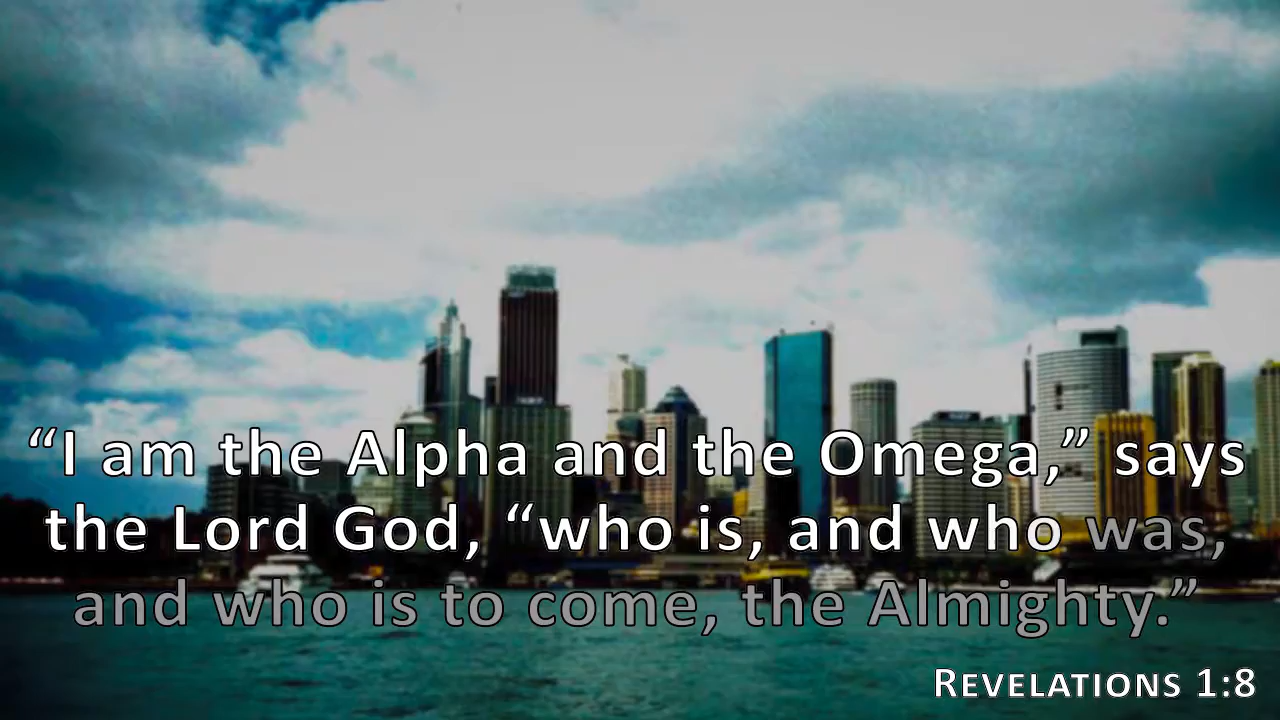 “I am the Alpha and the Omega,” says
the Lord God, “who is, and who was,
and who is to come, the Almighty.”
Revelations 1:8